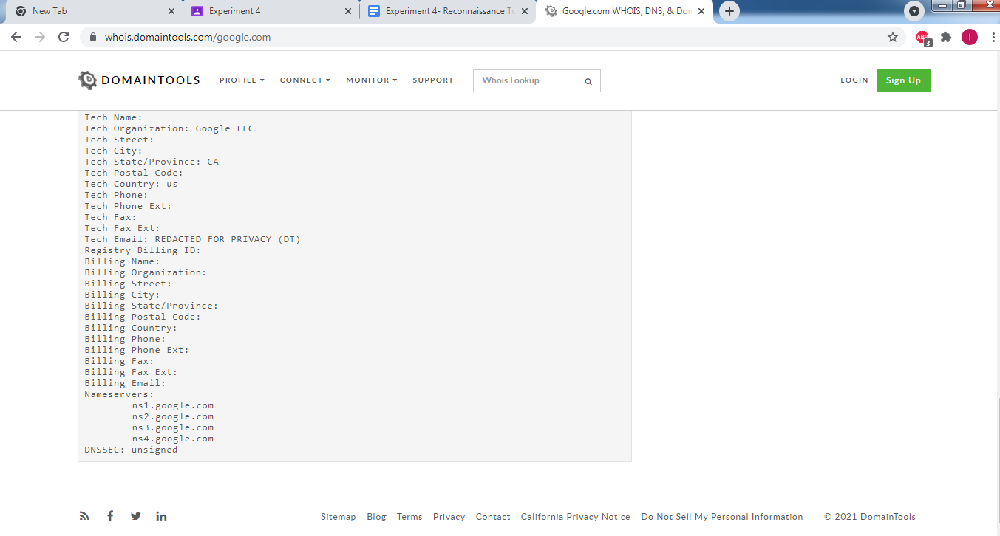 New Tab
Experiment 4
Experiment 4- Reconnaissance To
Google.com WHOIS, DNS, & Dom
whois.domaintools.com/google.com
ABP
3
I
DOMAINTOOLS
PROFILE
CONNECT
MONITOR
SUPPORT
Whois Lookup
LOGIN
Sign Up
Tech Name:
Tech Organization: Google LLC
Tech Street:
Tech City:
Tech State/Province: CA
Tech Postal Code:
Tech Country: us
Tech Phone:
Tech Phone Ext:
Tech Fax:
Tech Fax Ext:
Tech Email: REDACTED FOR PRIVACY (DT)
Registry Billing ID:
Billing Name:
Billing Organization:
Billing Street:
Billing City:
Billing State/Province:
Billing Postal Code:
Billing Country:
Billing Phone:
Billing Phone Ext:
Billing Fax:
Billing Fax Ext:
Billing Email:
Nameservers:
ns1.google.com
ns2.google.com
ns3.google.com
ns4.google.com
DNSSEC: unsigned
Sitemap Blog Terms Privacy Contact California Privacy Notice Do Not Sell My Personal Information © 2021 DomainTools